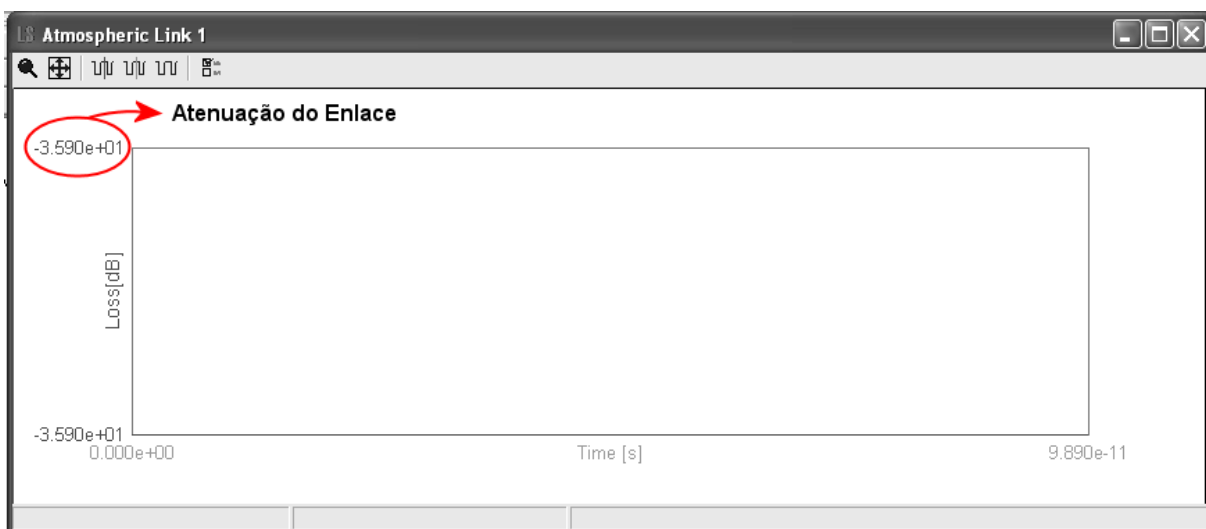 LS Atmospheric Link 1
Atenuação do Enlace
-3.590e+01
Loss[dB]
-3.590e+01
0.000e+00 Time [s] 9.890e-11